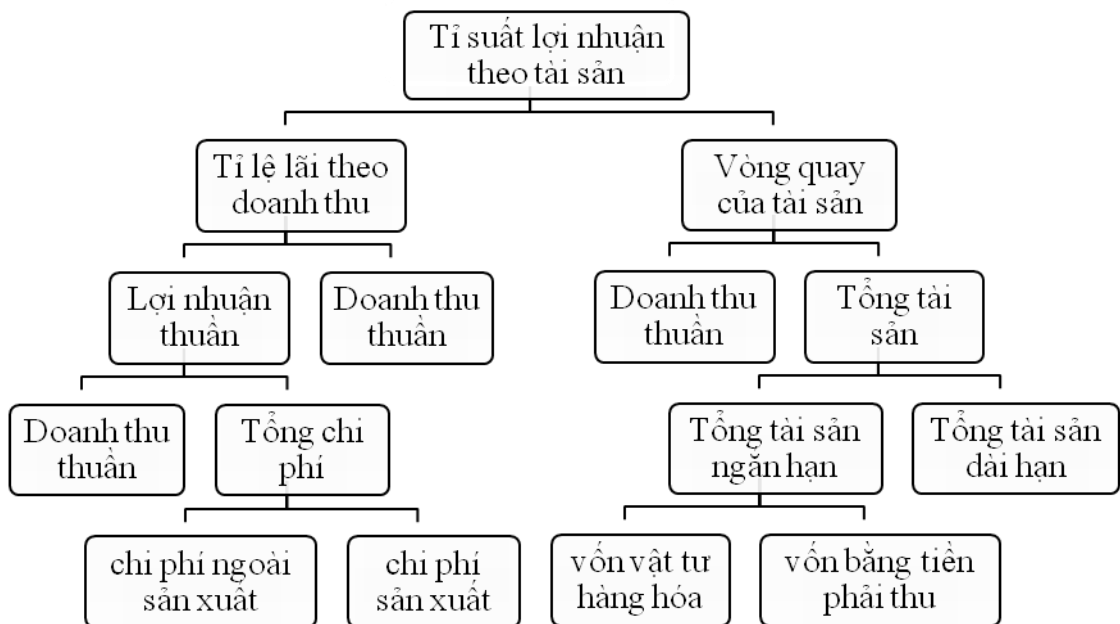 Tỉ suất lợi nhuận
theo tài sản
Tỉ lệ lãi theo
doanh thu
Vòng quay
của tài sản
Lợi nhuận
thuần
Doanh thu
thuần
Doanh thu
thuần
Tổng tài
sản
Doanh thu
thuần
Tổng chi
phí
Tổng tài sản
ngắn hạn
Tổng tài sản
dài hạn
chi phí ngoài
sản xuất
chi phí
sản xuất
vốn vật tư
hàng hóa
vốn bằng tiền
phải thu